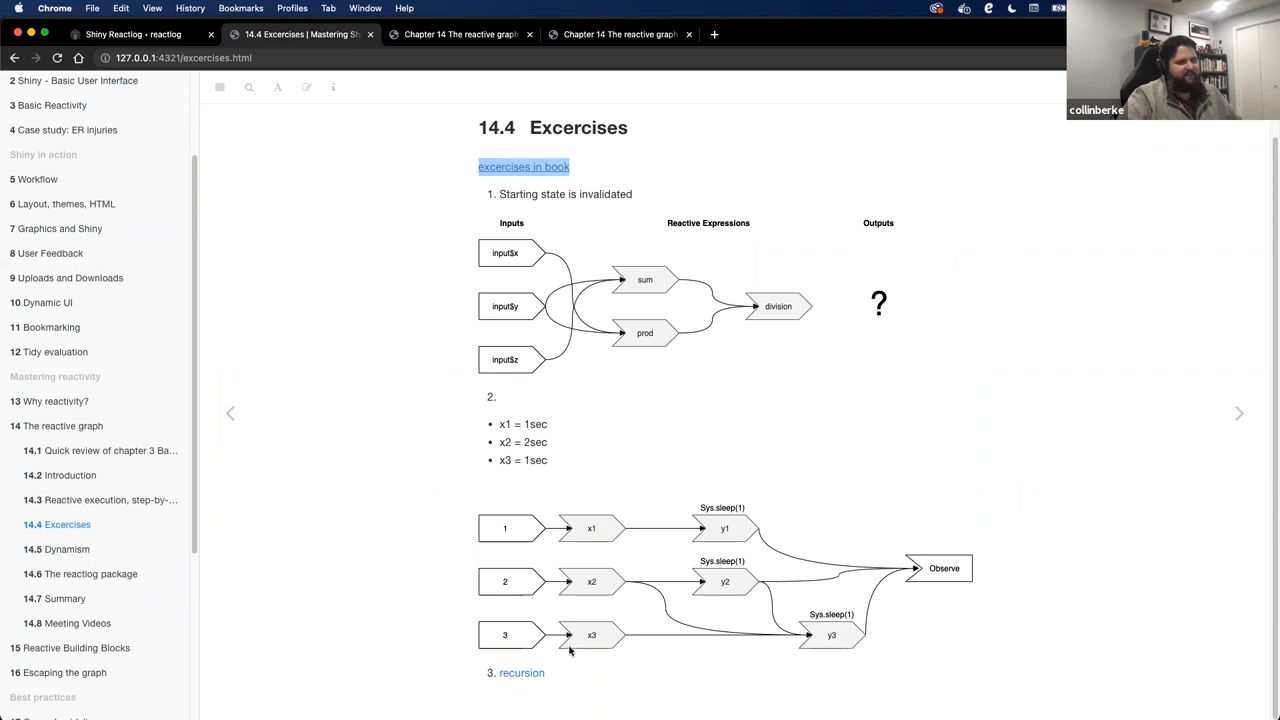 Chrome File Edit View History Bookmarks Profiles Tab Window Help
Shiny Reactlog • reactlog
14.4 Exercises | Mastering Sh
Chapter 14 The reactive graph
Chapter 14 The reactive graph
127.0.0.1:4321/excercises.html
collinberke
2 Shiny - Basic User Interface
3 Basic Reactivity
4 Case study: ER injuries
Shiny in action
5 Workflow
6 Layout, themes, HTML
7 Graphics and Shiny
8 User Feedback
9 Uploads and Downloads
10 Dynamic UI
11 Bookmarking
12 Tidy evaluation
Mastering reactivity
13 Why reactivity?
14 The reactive graph
14.1 Quick review of chapter 3 Ba...
14.2 Introduction
14.3 Reactive execution, step-by-...
14.4 Excercises
14.5 Dynamism
14.6 The reactlog package
14.7 Summary
14.8 Meeting Videos
15 Reactive Building Blocks
16 Escaping the graph
Best practices
14.4 Excercises
excercises in book
1. Starting state is invalidated
Inputs Reactive Expressions Outputs
input$x
sum
input$y
division
?
prod
input$z
2.
• x1 = 1sec
• x2 = 2sec
• x3 = 1sec
Sys.sleep(1)
1 x1 y1
Sys.sleep(1)
Observe
2 x2 y2
Sys.sleep(1)
3 x3 y3
3. recursion